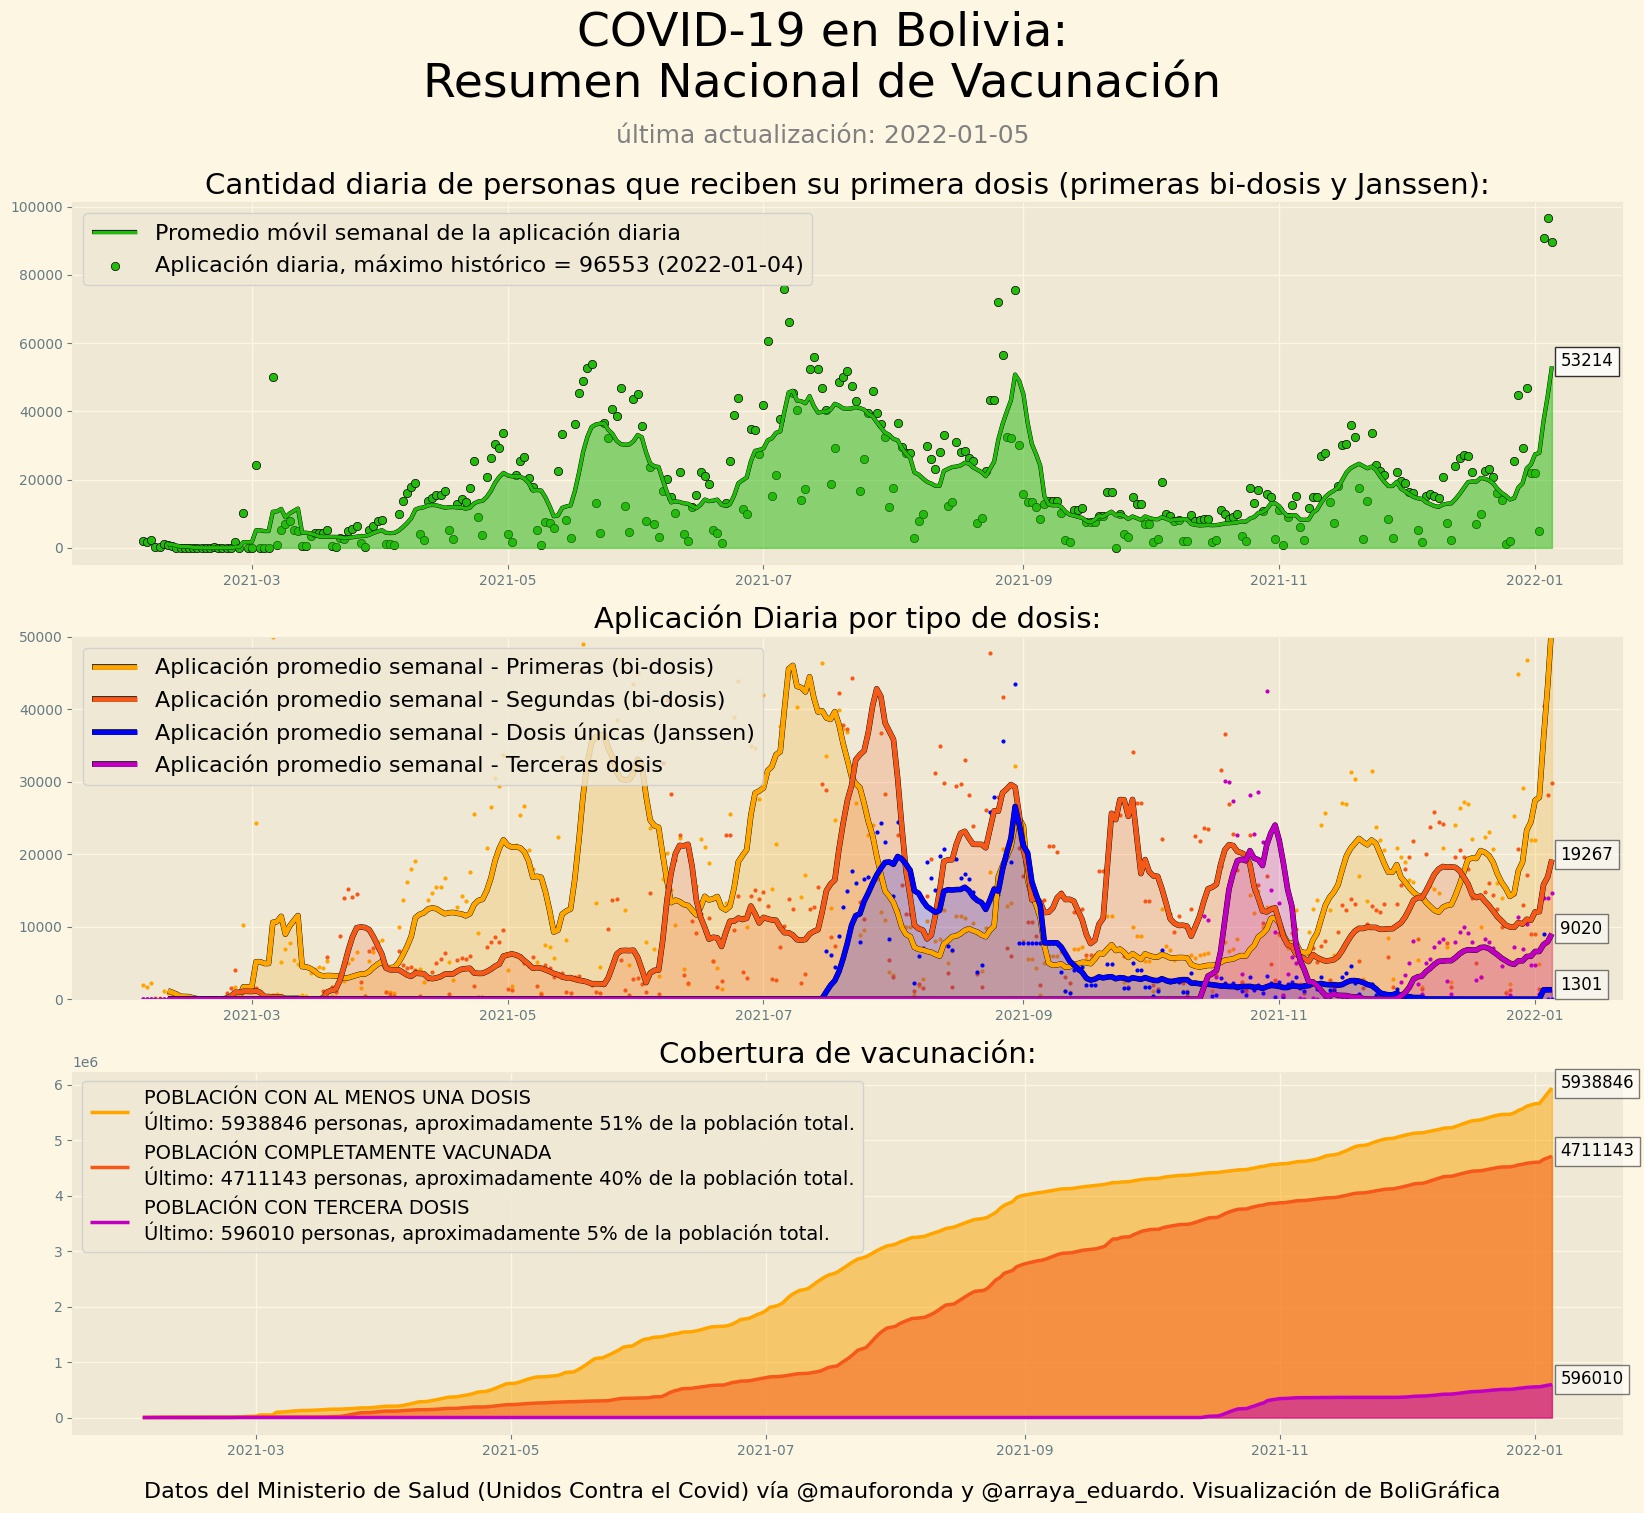 COVID-19 en Bolivia:
Resumen Nacional de Vacunación
última actualización: 2022-01-05
Cantidad diaria de personas que reciben su primera dosis (primeras bi-dosis y Janssen):
100000
80000
60000
40000
20000
0
Promedio móvil semanal de la aplicación diaria
Aplicación diaria, máximo histórico = 96553 (2022-01-04)
53214
2021-03 2021-05 2021-07 2021-09 2021-11 2022-01
Aplicación Diaria por tipo de dosis:
50000
40000
30000
20000
10000
0
Aplicación promedio semanal - Primeras (bi-dosis)
Aplicación promedio semanal - Segundas (bi-dosis)
Aplicación promedio semanal - Dosis únicas (Janssen)
Aplicación promedio semanal - Terceras dosis
19267
9020
1301
2021-03 2021-05 2021-07 2021-09 2021-11 2022-01
Cobertura de vacunación:
1e6
6
5
4
3
2
1
0
POBLACIÓN CON AL MENOS UNA DOSIS
Último: 5938846 personas, aproximadamente 51% de la población total.
POBLACIÓN COMPLETAMENTE VACUNADA
Último: 4711143 personas, aproximadamente 40% de la población total.
POBLACIÓN CON TERCERA DOSIS
Último: 596010 personas, aproximadamente 5% de la población total.
5938846
4711143
596010
2021-03 2021-05 2021-07 2021-09 2021-11 2022-01
Datos del Ministerio de Salud (Unidos Contra el Covid) vía @mauforonda y @arraya_eduardo. Visualización de BoliGráfica